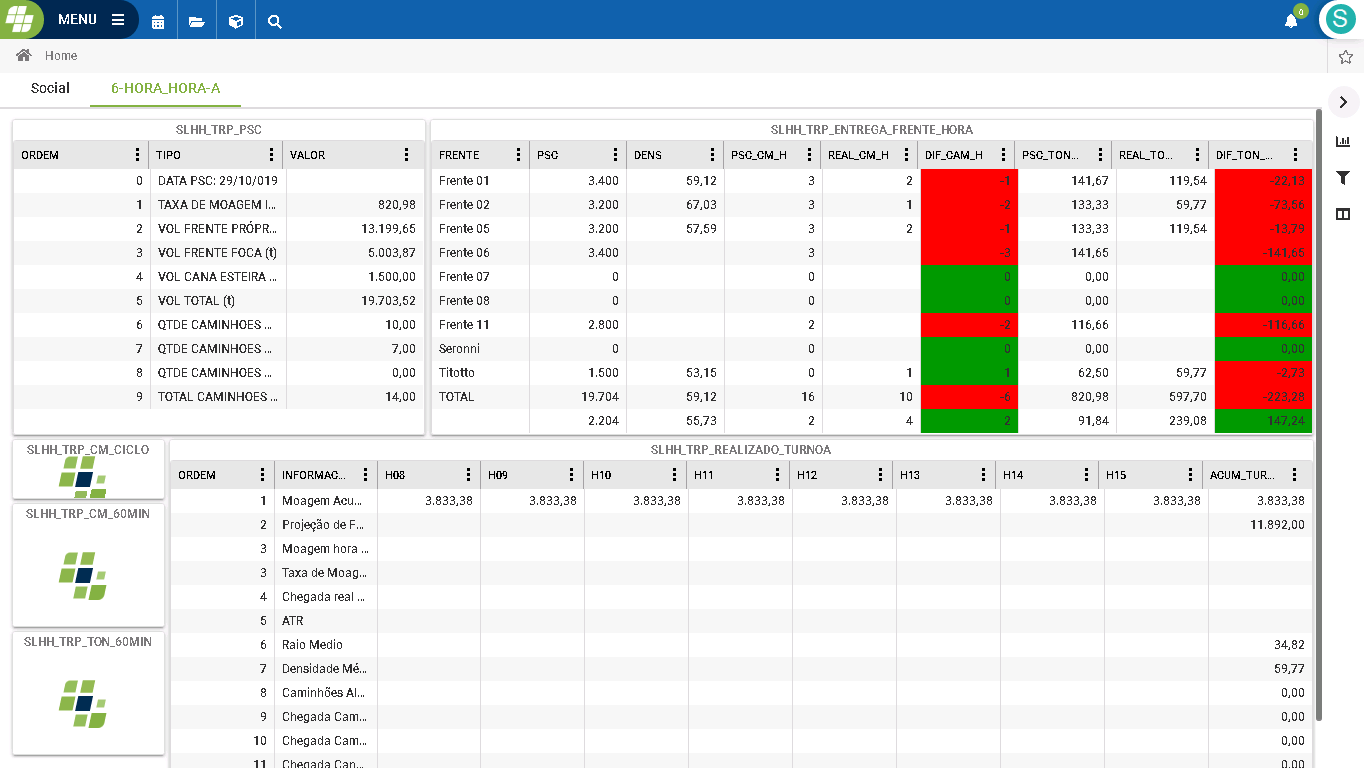 MENU
0
S
Home
Social 6-HORA_HORA-A
SLHH_TRP_PSC
ORDEM TIPO VALOR
0 DATA PSC: 29/10/019
1 TAXA DE MOAGEM I... 820,98
2 VOL FRENTE PRÓPR... 13.199,65
3 VOL FRENTE FOCA (t) 5.003,87
4 VOL CANA ESTEIRA ... 1.500,00
5 VOL TOTAL (t) 19.703,52
6 QTDE CAMINHOES ... 10,00
7 QTDE CAMINHOES ... 7,00
8 QTDE CAMINHOES ... 0,00
9 TOTAL CAMINHOES ... 14,00
SLHH_TRP_ENTREGA_FRENTE_HORA
FRENTE PSC DENS PSC_CM_H REAL_CM_H DIF_CAM_H PSC_TON... REAL_TO... DIF_TON_...
Frente 01 3.400 59,12 3 2 -1 141,67 119,54 -22,13
Frente 02 3.200 67,03 3 1 -2 133,33 59,77 -73,56
Frente 05 3.200 57,59 3 2 -1 133,33 119,54 -13,79
Frente 06 3.400 3 -3 141,65 -141,65
Frente 07 0 0 0 0,00 0,00
Frente 08 0 0 0 0,00 0,00
Frente 11 2.800 2 -2 116,66 -116,66
Seronni 0 0 0 0,00 0,00
Titotto 1.500 53,15 0 1 1 62,50 59,77 -2,73
TOTAL 19.704 59,12 16 10 -6 820,98 597,70 -223,28
2.204 55,73 2 4 2 91,84 239,08 147,24
SLHH_TRP_CM_CICLO
SLHH_TRP_CM_60MIN
SLHH_TRP_TON_60MIN
SLHH_TRP_REALIZADO_TURNOA
ORDEM INFORMAC... H08 H09 H10 H11 H12 H13 H14 H15 ACUM_TUR...
1 Moagem Acu... 3.833,38 3.833,38 3.833,38 3.833,38 3.833,38 3.833,38 3.833,38 3.833,38 3.833,38
2 Projeção de F... 11.892,00
3 Moagem hora ...
3 Taxa de Moag...
4 Chegada real ...
5 ATR
6 Raio Medio 34,82
7 Densidade Mé... 59,77
8 Caminhões Al... 0,00
9 Chegada Cam... 0,00
10 Chegada Cam... 0,00
11 Chegada Can... 0,00